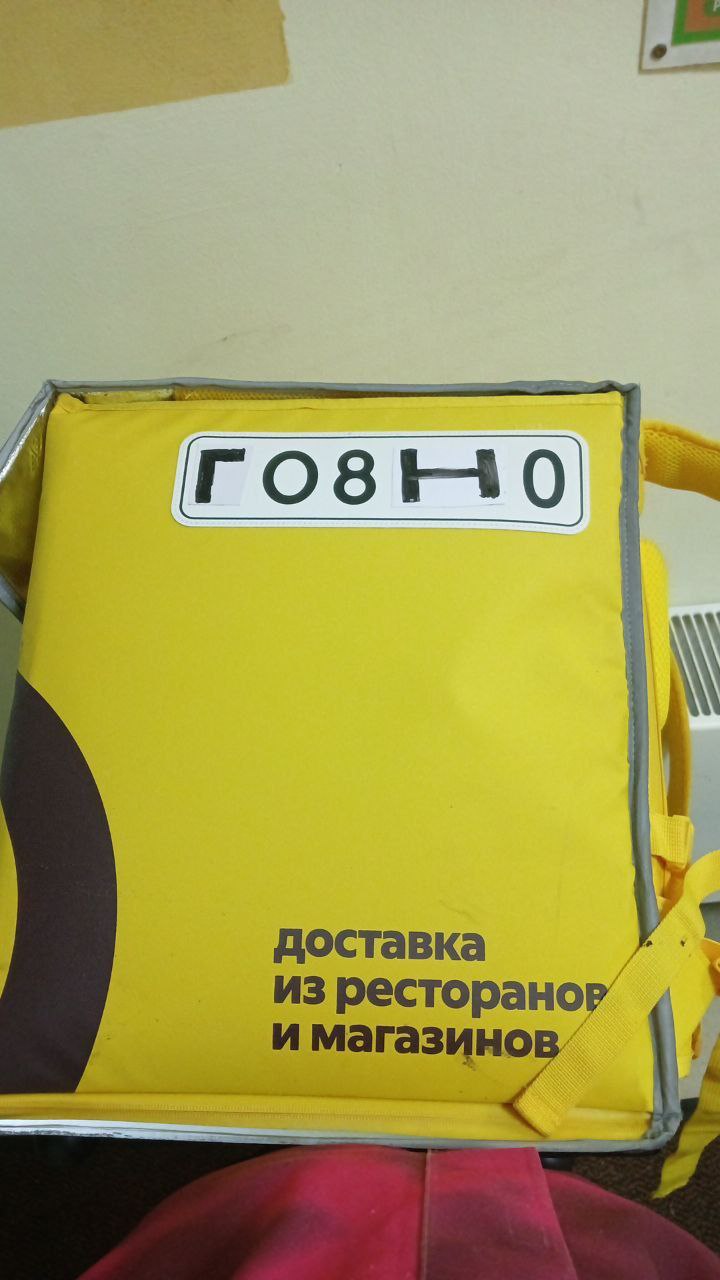 Г08Н0
доставка
из ресторанов
и магазинов